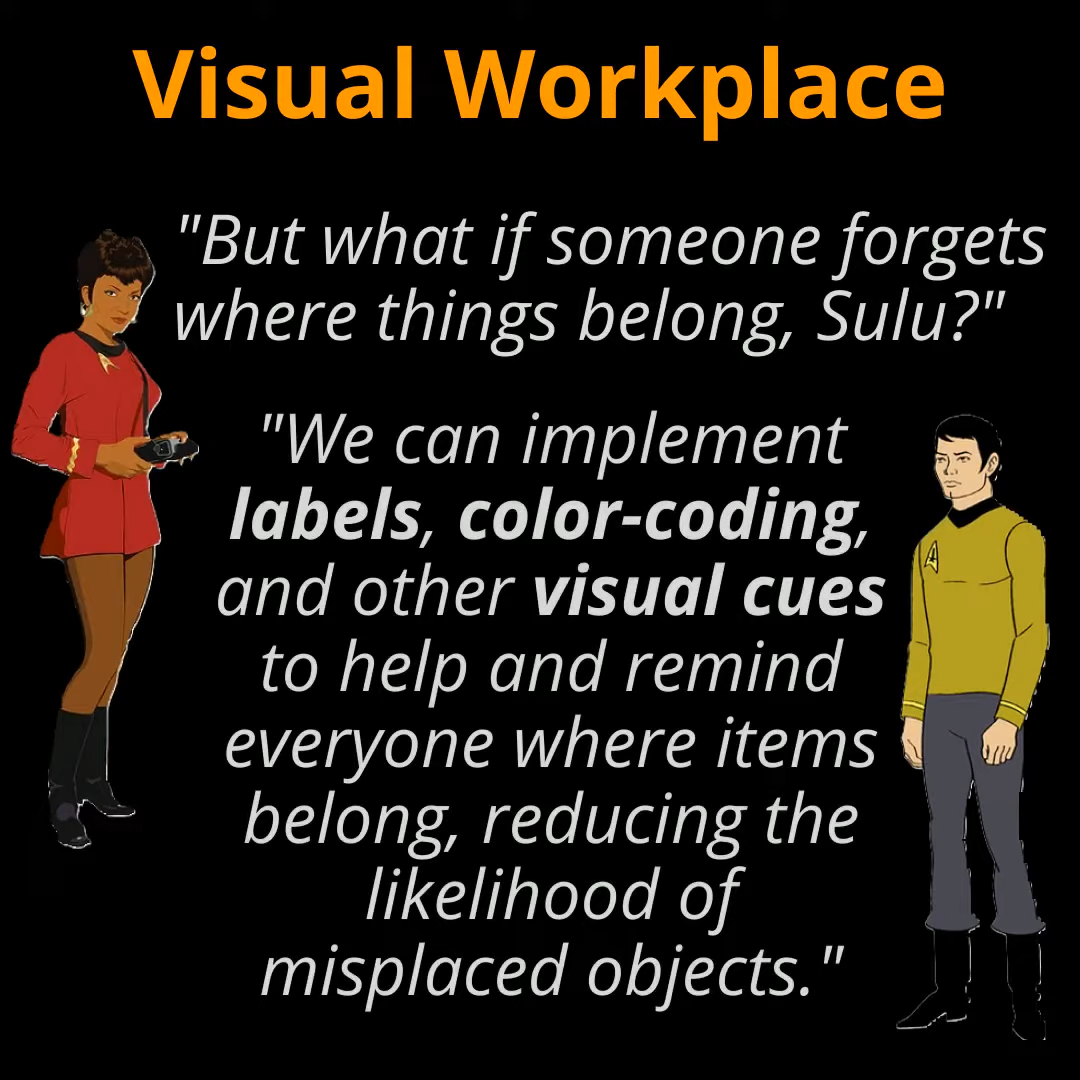 Visual Workplace
"But what if someone forgets
where things belong, Sulu?"
"We can implement
labels, color-coding,
and other visual cues
to help and remind
everyone where items
belong, reducing the
likelihood of
misplaced objects."